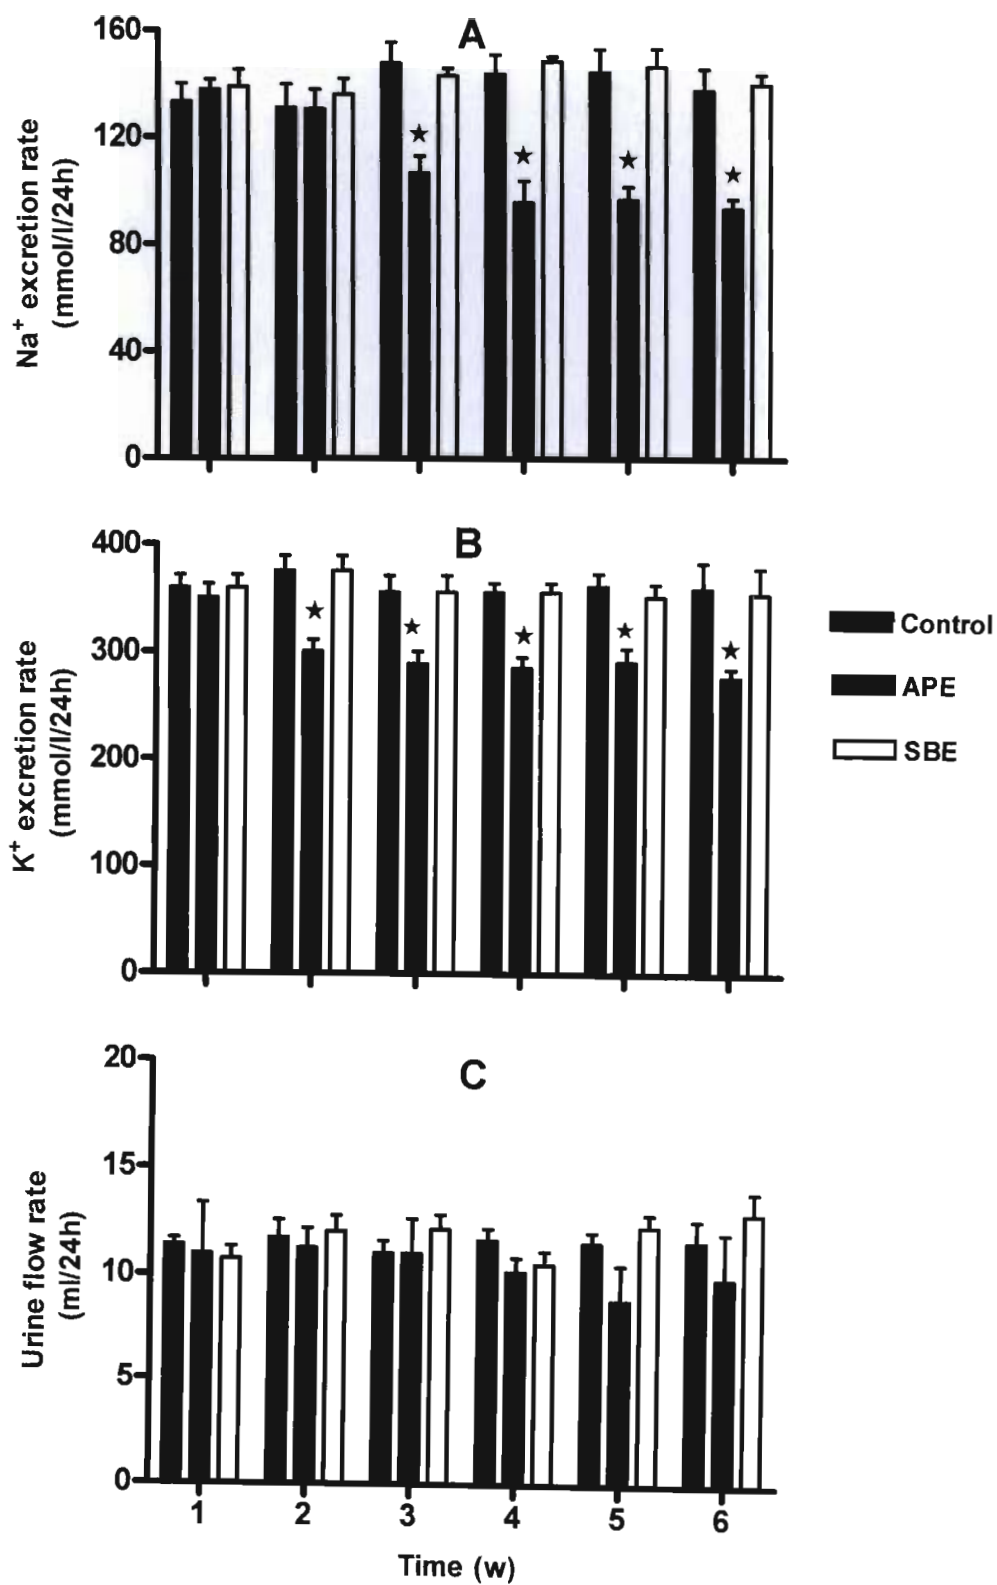 A
160
120
80
40
0
Na+ excretion rate
(mmol/l/24h)
★
★
★
★
B
400
300
200
100
0
K+ excretion rate
(mmol/l/24h)
★
★
★
★
★
Control
APE
SBE
C
20
15
10
5
0
Urine flow rate
(ml/24h)
1 2 3 4 5 6
Time (w)